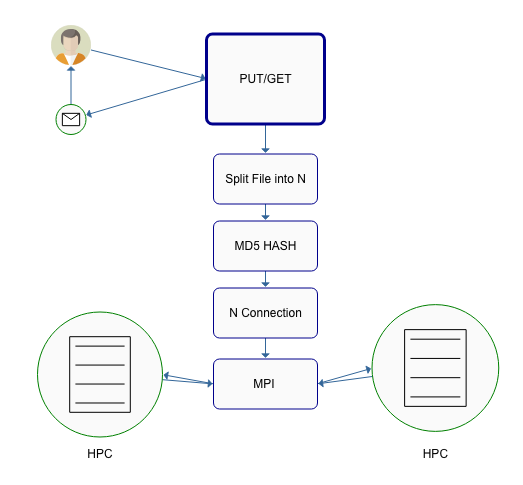 PUT/GET
Split File into N
MD5 HASH
N Connection
MPI
HPC
HPC